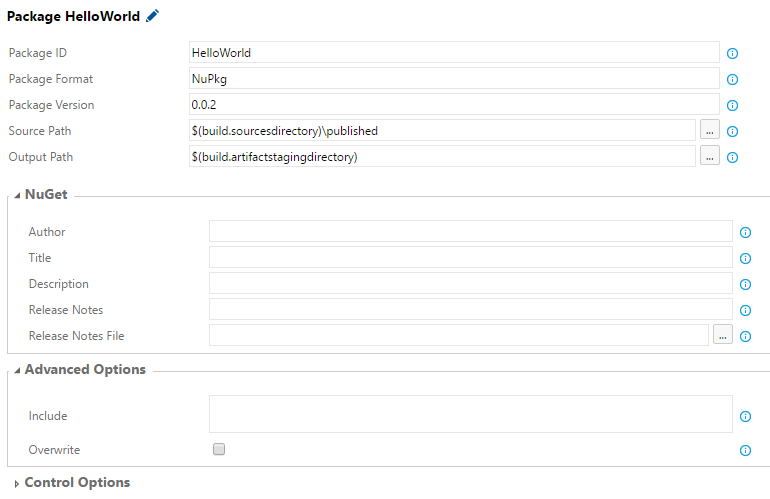 Package HelloWorld
Package ID HelloWorld
Package Format NuPkg
Package Version 0.0.2
Source Path $(build.sourcesdirectory)\published ...
Output Path $(build.artifactstagingdirectory) ...
NuGet
Author
Title
Description
Release Notes
Release Notes File ...
Advanced Options
Include
Overwrite
Control Options